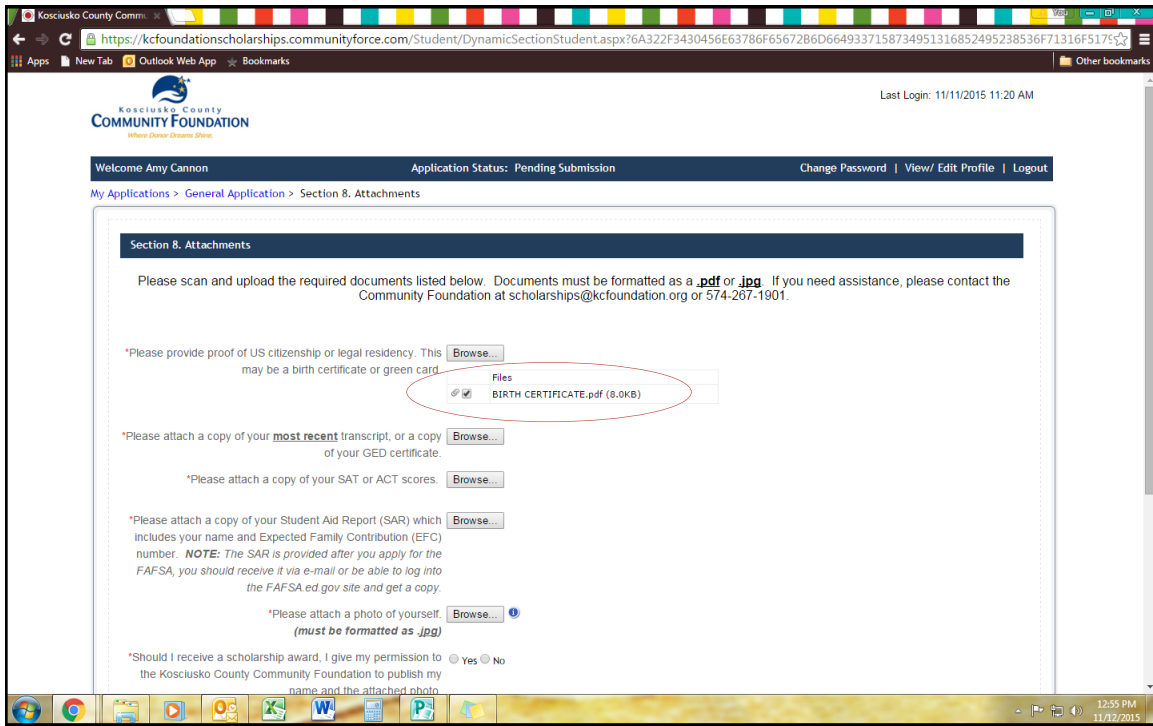 Kosciusko County Commu
You
https://kcfoundationscholarships.communityforce.com/Student/DynamicSectionStudent.aspx?
Apps New Tab Outlook Web App Bookmarks Other bookmarks
Kosciusko County
COMMUNITY FOUNDATION
Where Donor Dreams Shine.
Last Login: 11/11/2015 11:20 AM
Welcome Amy Cannon Application Status: Pending Submission Change Password | View/ Edit Profile | Logout
My Applications > General Application > Section 8. Attachments
Section 8. Attachments
Please scan and upload the required documents listed below. Documents must be formatted as a .pdf or .jpg. If you need assistance, please contact the
Community Foundation at scholarships@kcfoundation.org or 574-267-1901.
*Please provide proof of US citizenship or legal residency. This Browse...
may be a birth certificate or green card.
Files
BIRTH CERTIFICATE.pdf (8.0KB)
*Please attach a copy of your most recent transcript, or a copy Browse...
of your GED certificate.
*Please attach a copy of your SAT or ACT scores. Browse...
*Please attach a copy of your Student Aid Report (SAR) which Browse...
includes your name and Expected Family Contribution (EFC)
number. NOTE: The SAR is provided after you apply for the
FAFSA, you should receive it via e-mail or be able to log into
the FAFSA.ed.gov site and get a copy.
*Please attach a photo of yourself. Browse...
(must be formatted as .jpg)
*Should I receive a scholarship award, I give my permission to Yes No
the Kosciusko County Community Foundation to publish my
name and the attached photo
12:55 PM
11/12/2015